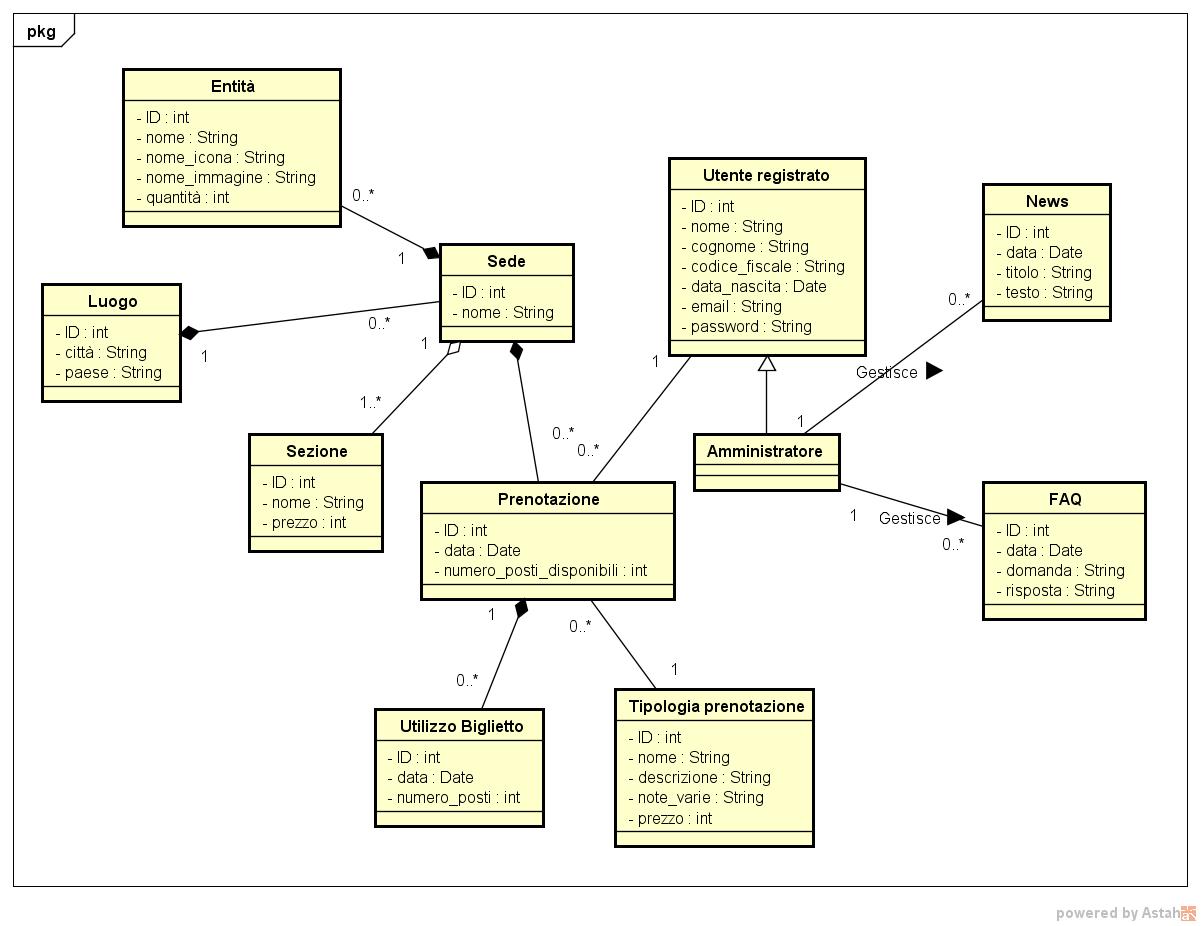 pkg
Entità
- ID : int
- nome : String
- nome_icona : String
- nome_immagine : String
- quantità : int
0..*
1
Luogo
- ID : int
- città : String
- paese : String
1
0..*
Sede
- ID : int
- nome : String
1
1..*
Sezione
- ID : int
- nome : String
- prezzo : int
0..*
Utente registrato
- ID : int
- nome : String
- cognome : String
- codice_fiscale : String
- data_nascita : Date
- email : String
- password : String
1
0..*
News
- ID : int
- data : Date
- titolo : String
- testo : String
0..*
Gestisce
1
Amministratore
1
Gestisce
0..*
FAQ
- ID : int
- data : Date
- domanda : String
- risposta : String
Prenotazione
- ID : int
- data : Date
- numero_posti_disponibili : int
1
0..*
0..*
1
Utilizzo Biglietto
- ID : int
- data : Date
- numero_posti : int
Tipologia prenotazione
- ID : int
- nome : String
- descrizione : String
- note_varie : String
- prezzo : int
powered by Astah